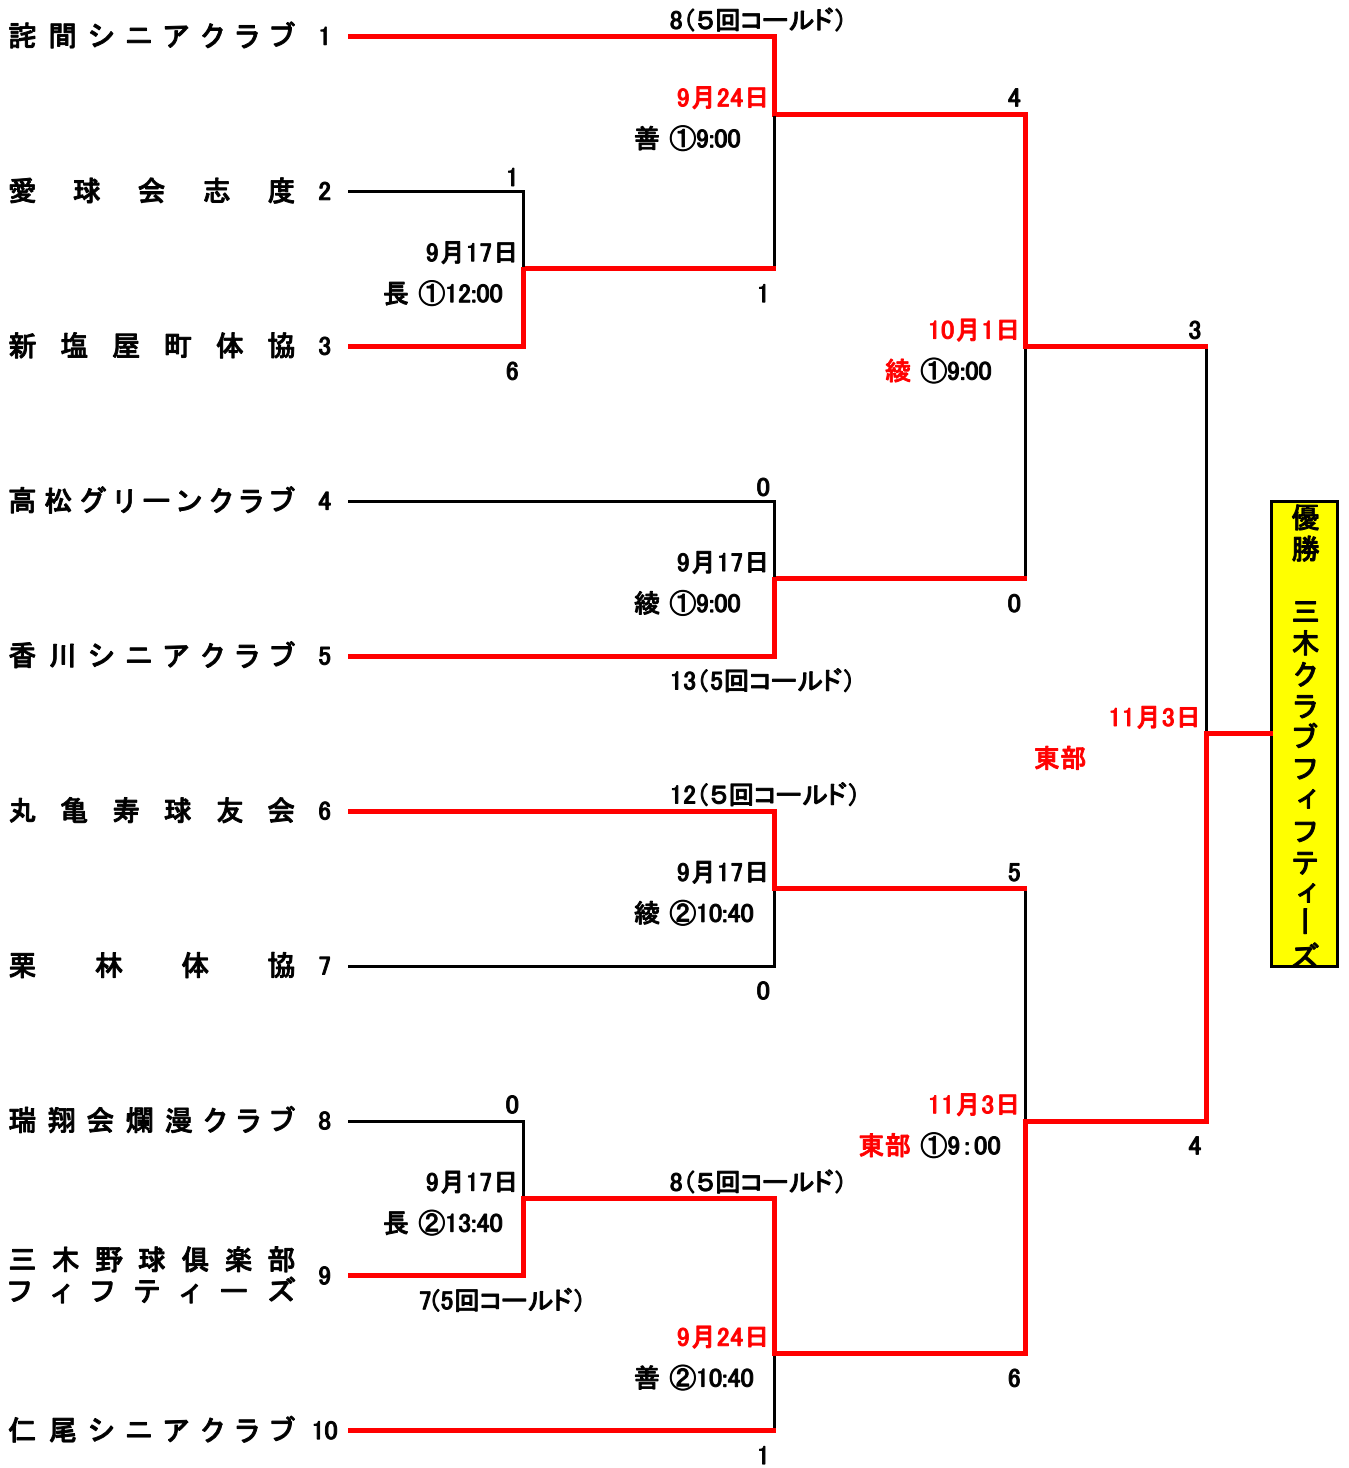 8（５回コールド）
詫間シニアクラブ 1
9月24日
4
善 ①9:00
1
愛球会志度 2
9月17日
長 ①12:00
1
10月1日
3
新塩屋町体協 3
6
綾 ①9:00
0
高松グリーンクラブ 4
優勝　三木クラブフィフティーズ
9月17日
綾 ①9:00
0
香川シニアクラブ 5
13（5回コールド）
11月3日
東部
12（５回コールド）
丸亀寿球友会 6
9月17日
5
綾 ②10:40
栗林体協 7
0
0
11月3日
瑞翔会爛漫クラブ 8
東部 ①9：00
4
9月17日
8（５回コールド）
長 ②13:40
三木野球倶楽部
フィフティーズ 9
7（5回コールド）
9月24日
善 ②10:40
6
仁尾シニアクラブ 10
1